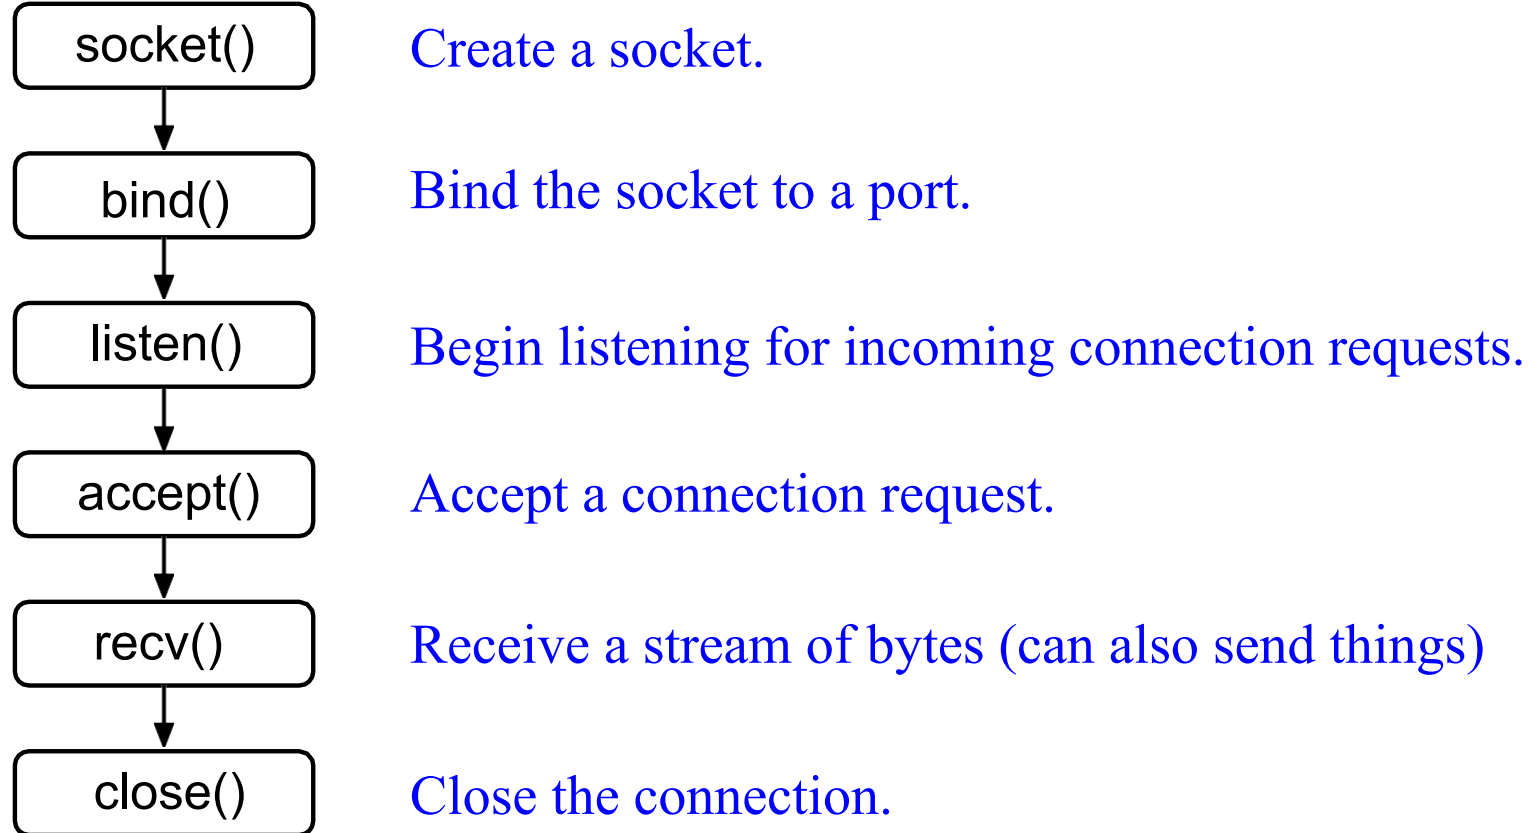 socket() Create a socket.
bind() Bind the socket to a port.
listen() Begin listening for incoming connection requests.
accept() Accept a connection request.
recv() Receive a stream of bytes (can also send things)
close() Close the connection.